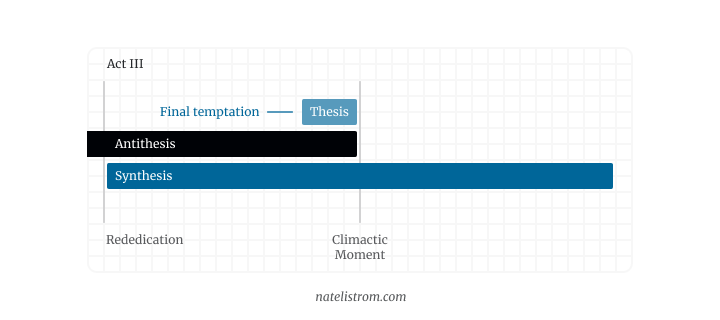 Act III
Final temptation
Thesis
Antithesis
Synthesis
Rededication
Climactic
Moment
natelistrom.com